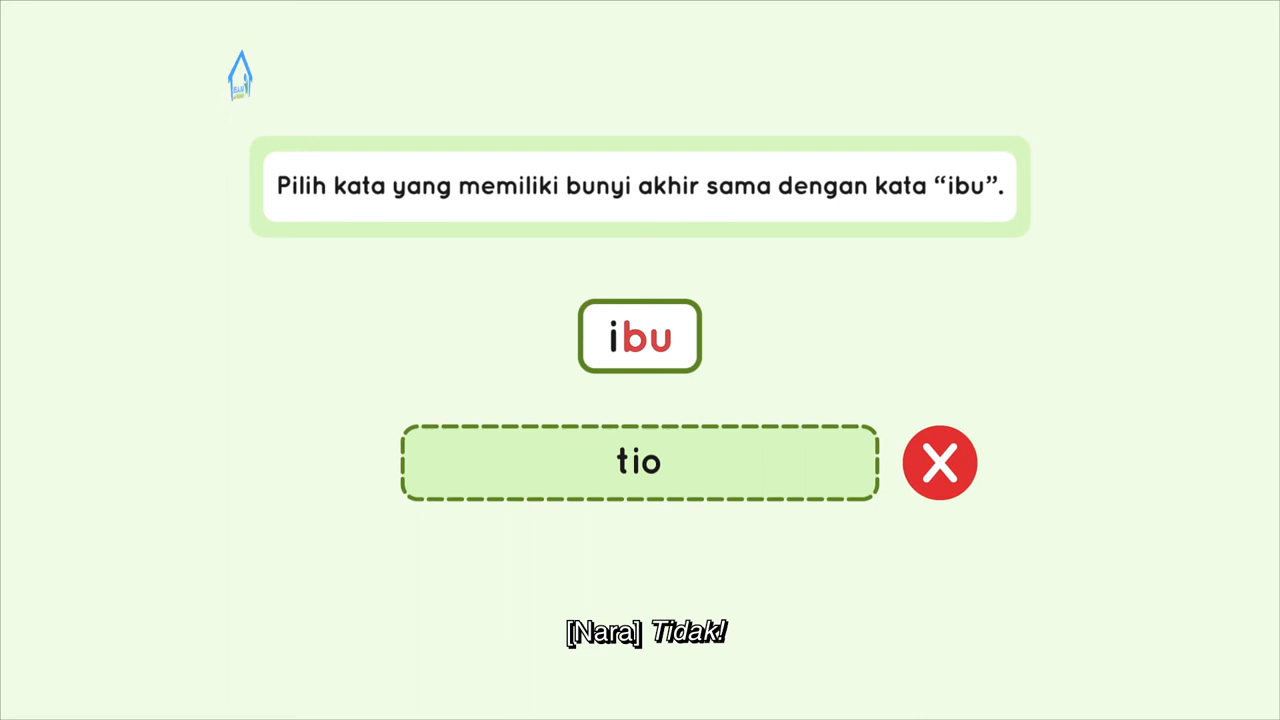 Pilih kata yang memiliki bunyi akhir sama dengan kata “ibu”.
ibu
tio
[Nara] Tidak!